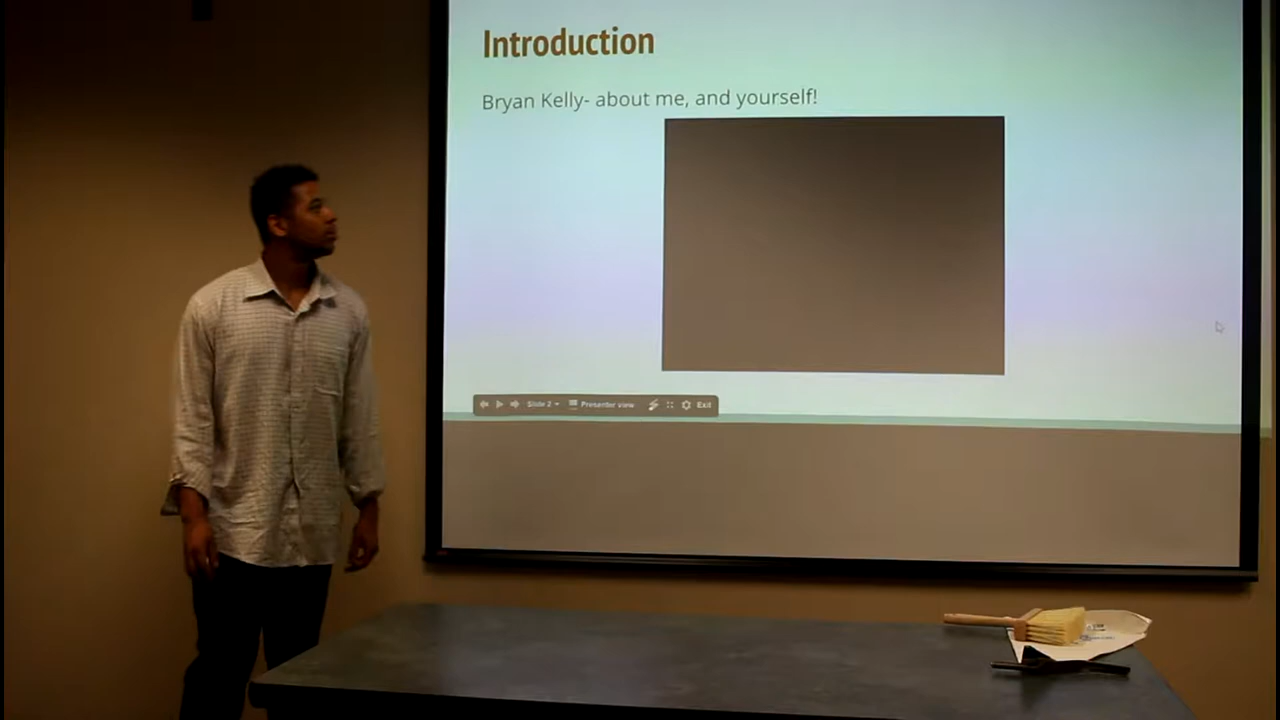 Introduction
Bryan Kelly- about me, and yourself!
Slide 2
Presenter view
Exit